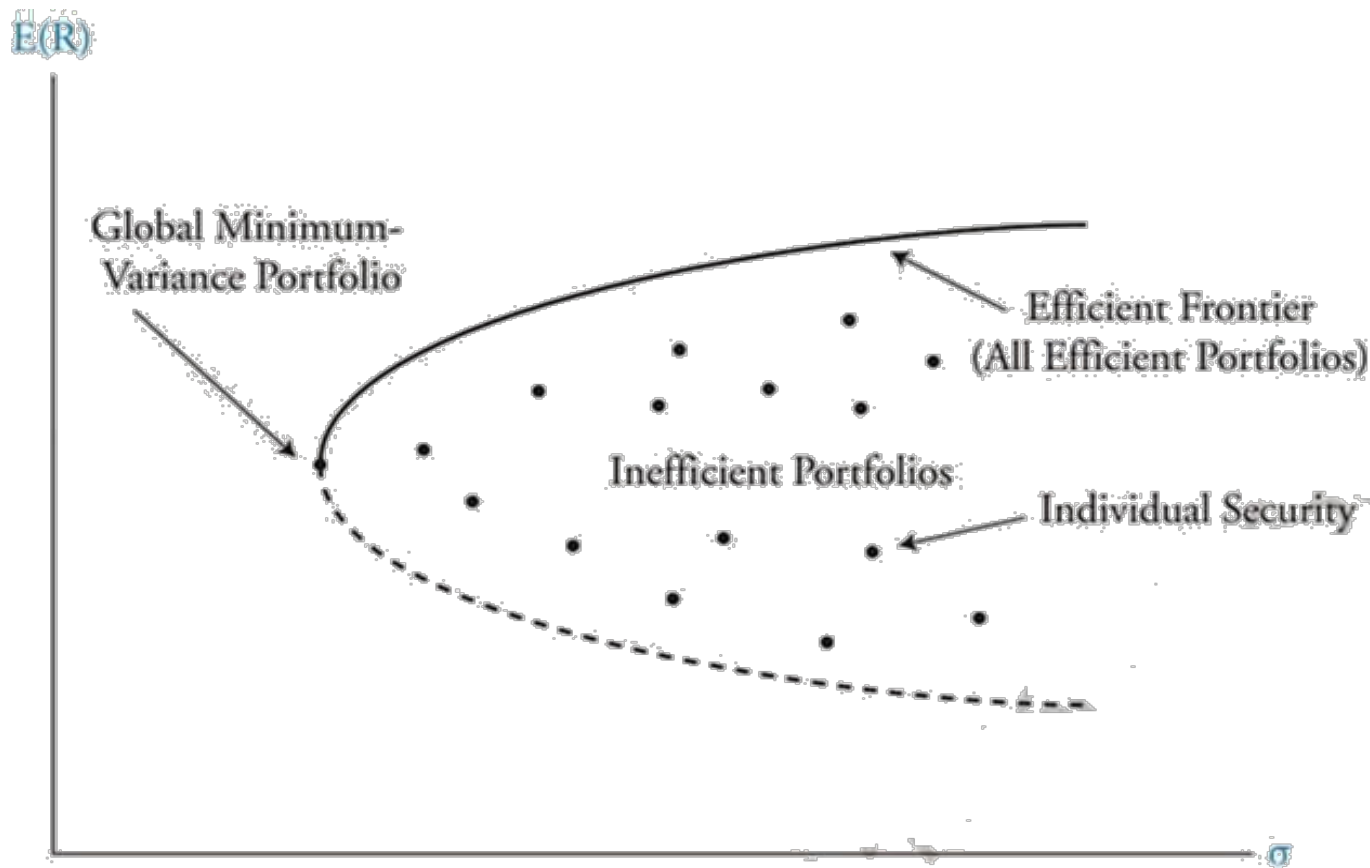 E(R)
Global Minimum-
Variance Portfolio
Efficient Frontier
(All Efficient Portfolios)
Inefficient Portfolios
Individual Security
σ